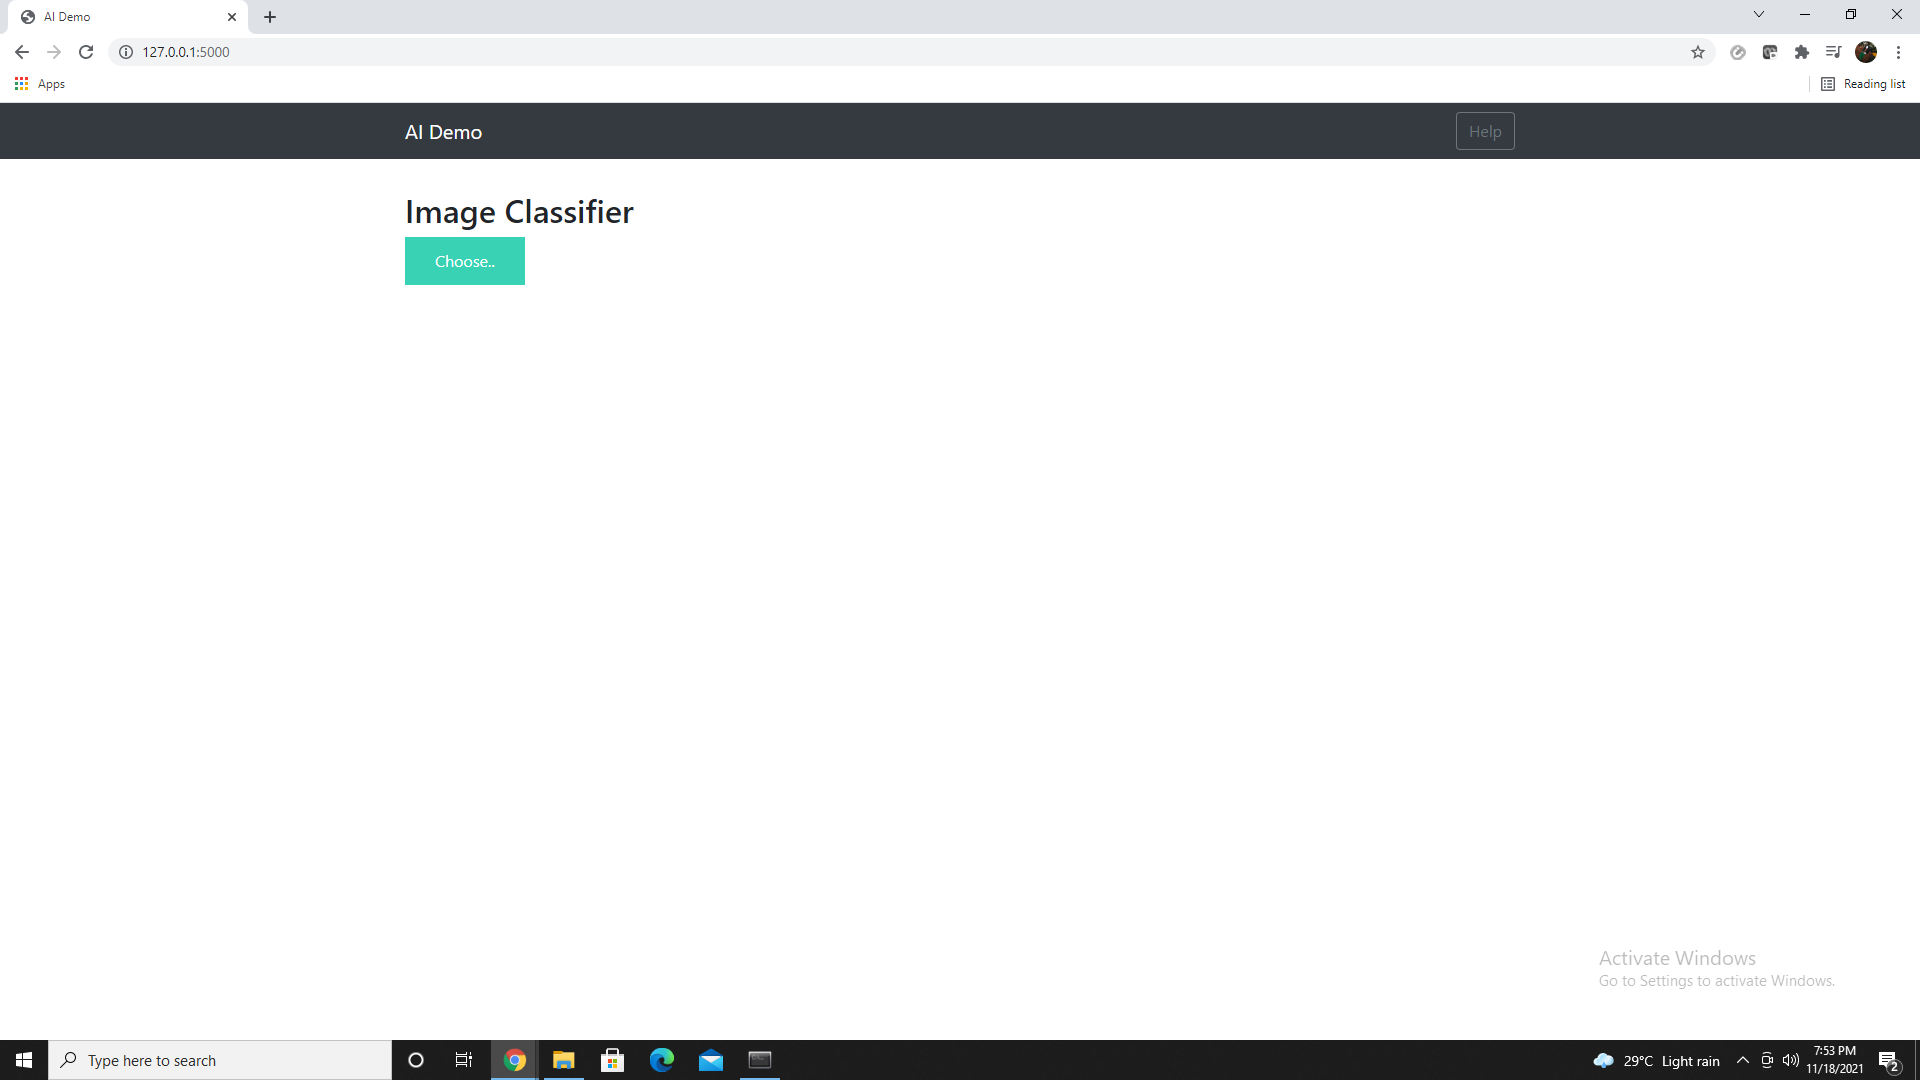 AI Demo
127.0.0.1:5000
Apps
Reading list
AI Demo
Help
Image Classifier
Choose..
Activate Windows
Go to Settings to activate Windows.
Type here to search
29°C Light rain
7:53 PM
11/18/2021
2